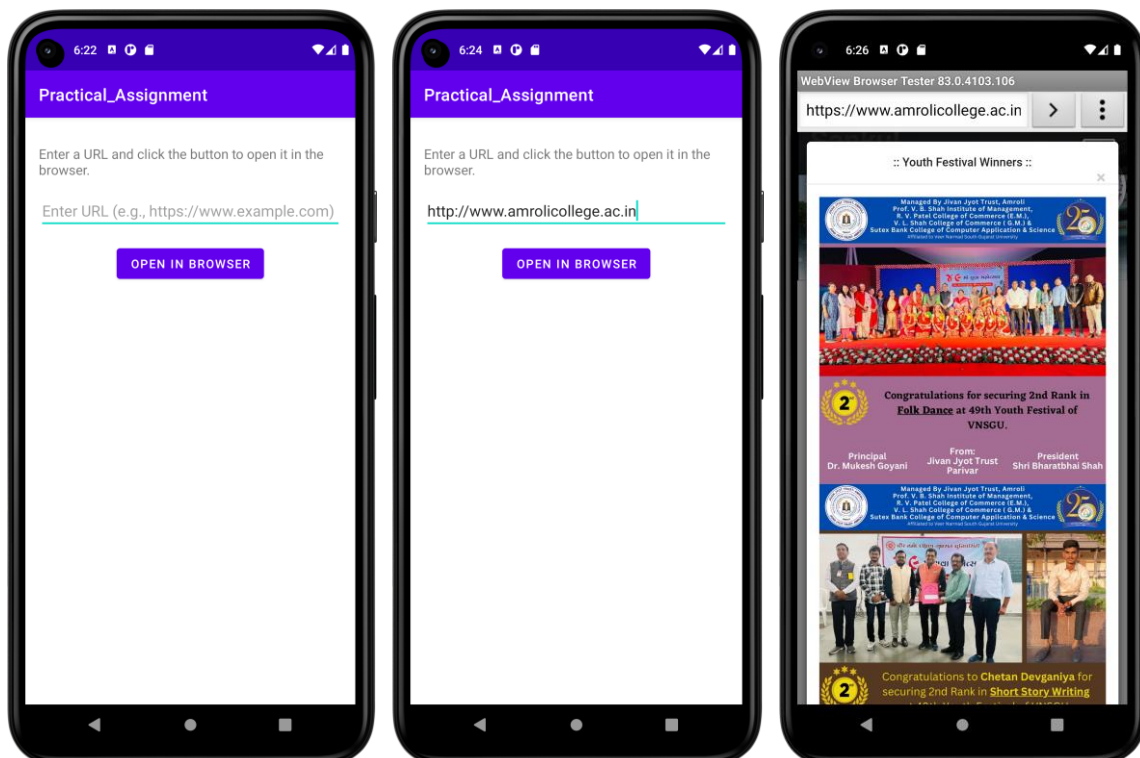 6:22
Practical_Assignment
Enter a URL and click the button to open it in the
browser.
Enter URL (e.g., https://www.example.com)
OPEN IN BROWSER
6:24
Practical_Assignment
Enter a URL and click the button to open it in the
browser.
http://www.amrolicollege.ac.in
OPEN IN BROWSER
6:26
WebView Browser Tester 83.0.4103.106
https://www.amrolicollege.ac.in
:: Youth Festival Winners ::
×
Managed By Jivan Jyot Trust, Amroli
Prof. V. B. Shah Institute of Management,
R. V. Patel College of Commerce (E.M.),
V. L. Shah College of Commerce ( G.M.) &
Sutex Bank College of Computer Application & Science
Affiliated to Veer Narmad South Gujarat University
25
2
Congratulations for securing 2nd Rank in
Folk Dance at 49th Youth Festival of
VNSGU.
Principal
Dr. Mukesh Goyani
From:
Jivan Jyot Trust
Parivar
President
Shri Bharatbhai Shah
Managed By Jivan Jyot Trust, Amroli
Prof. V. B. Shah Institute of Management,
R. V. Patel College of Commerce (E.M.),
V. L. Shah College of Commerce ( G.M.) &
Sutex Bank College of Computer Application & Science
Affiliated to Veer Narmad South Gujarat University
25
2
Congratulations to Chetan Devganiya for
securing 2nd Rank in Short Story Writing